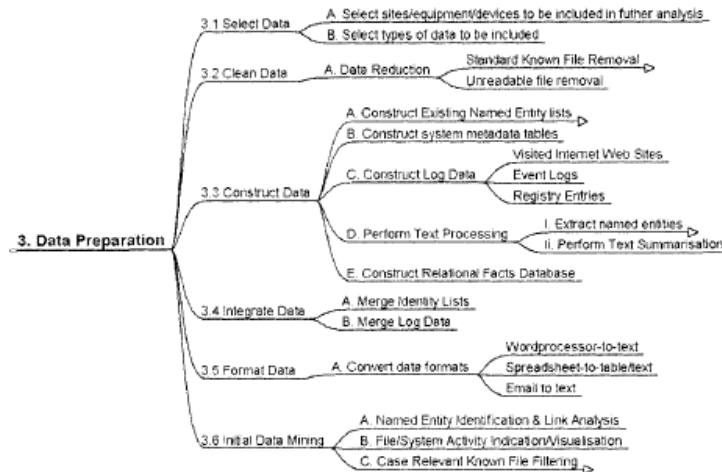 3. Data Preparation
3.1 Select Data
A. Select sites/equipment/devices to be included in futher analysis
B. Select types of data to be included
3.2 Clean Data
A. Data Reduction
Standard Known File Removal
Unreadable file removal
3.3 Construct Data
A. Construct Existing Named Entity lists
B. Construct system metadata tables
C. Construct Log Data
Visited Internet Web Sites
Event Logs
Registry Entries
D. Perform Text Processing
I. Extract named entities
Ii. Perform Text Summarisation
E. Construct Relational Facts Database
3.4 Integrate Data
A. Merge Identity Lists
B. Merge Log Data
3.5 Format Data
A. Convert data formats
Wordprocessor-to-text
Spreadsheet-to-table/text
Email to text
3.6 Initial Data Mining
A. Named Entity Identification & Link Analysis
B. File/System Activity Indication/Visualisation
C. Case Relevant Known File Filtering